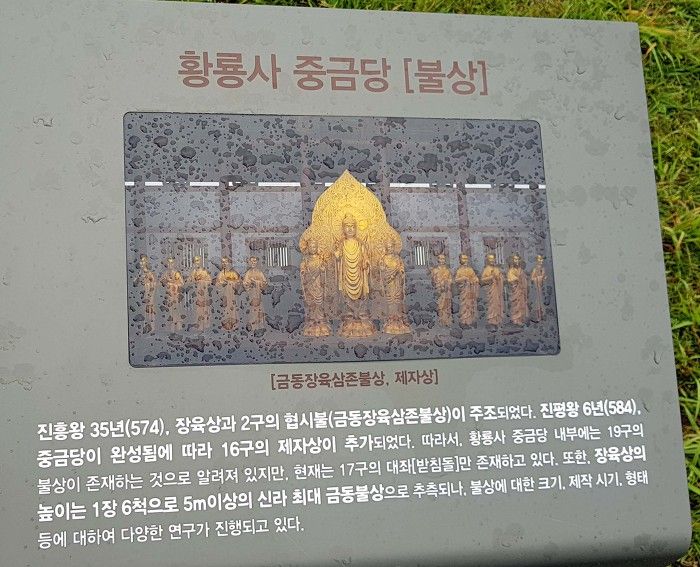 황룡사 중금당 [불상]
[금동장육삼존불상, 제자상]
진흥왕 35년(574), 장육상과 2구의 협시불(금동장육삼존불상)이 주조되었다. 진평왕 6년(584),
중금당이 완성됨에 따라 16구의 제자상이 추가되었다. 따라서, 황룡사 중금당 내부에는 19구의
불상이 존재하는 것으로 알려져 있지만, 현재는 17구의 대좌[받침돌]만 존재하고 있다. 또한, 장육상의
높이는 1장 6척으로 5m이상의 신라 최대 금동불상으로 추측되나, 불상에 대한 크기, 제작 시기, 형태
등에 대하여 다양한 연구가 진행되고 있다.